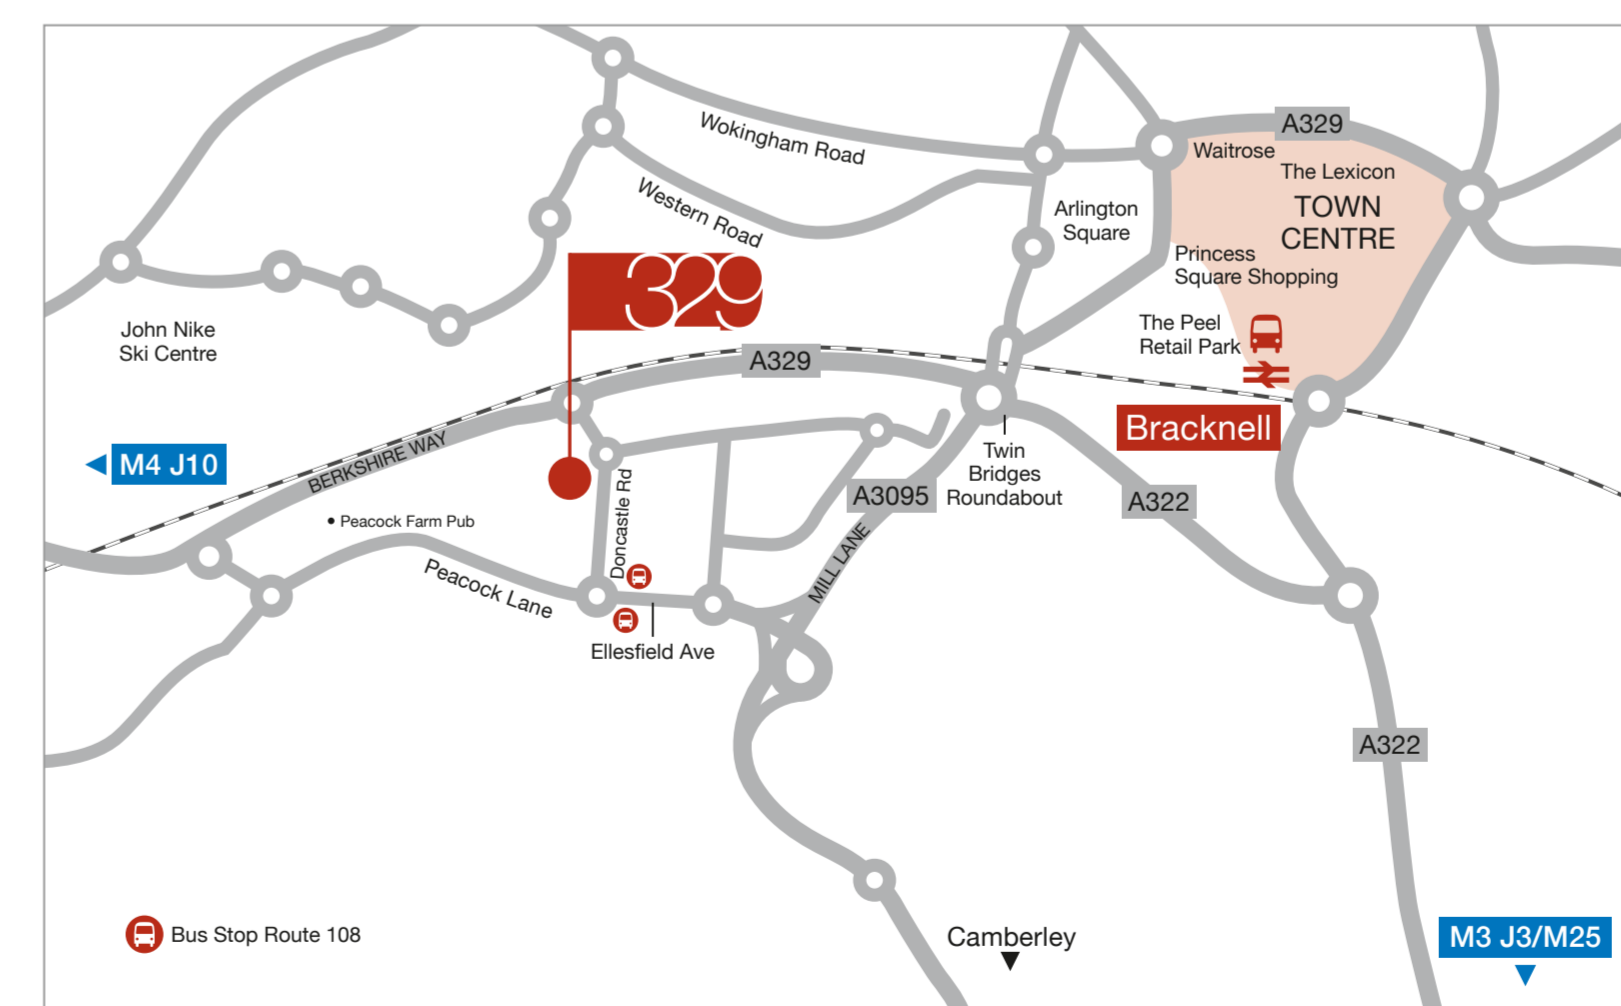 A329
Wokingham Road
Waitrose
The Lexicon
TOWN
CENTRE
Western Road
Arlington
Square
Princess
Square Shopping
329
John Nike
Ski Centre
The Peel
Retail Park
A329
Bracknell
M4 J10
BERKSHIRE WAY
Twin
Bridges
Roundabout
A3095
A322
Peacock Farm Pub
Doncastle Rd
MILL LANE
Peacock Lane
Ellesfield Ave
A322
Bus Stop Route 108
Camberley
M3 J3/M25